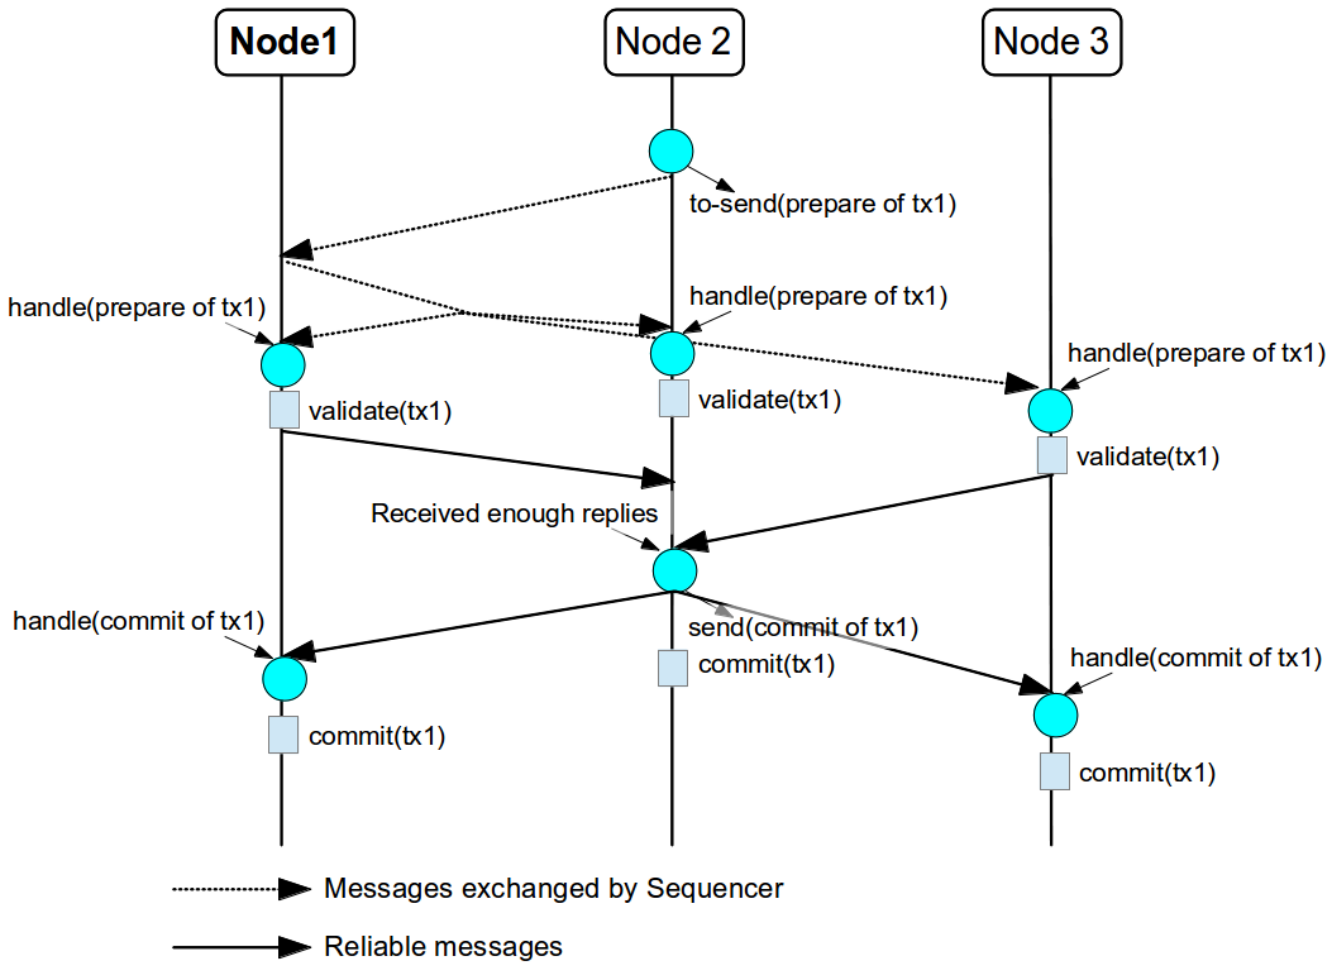 Node1
Node 2
Node 3
to-send(prepare of tx1)
handle(prepare of tx1)
handle(prepare of tx1)
handle(prepare of tx1)
validate(tx1)
validate(tx1)
validate(tx1)
Received enough replies
handle(commit of tx1)
send(commit of tx1)
commit(tx1)
handle(commit of tx1)
commit(tx1)
commit(tx1)
Messages exchanged by Sequencer
Reliable messages